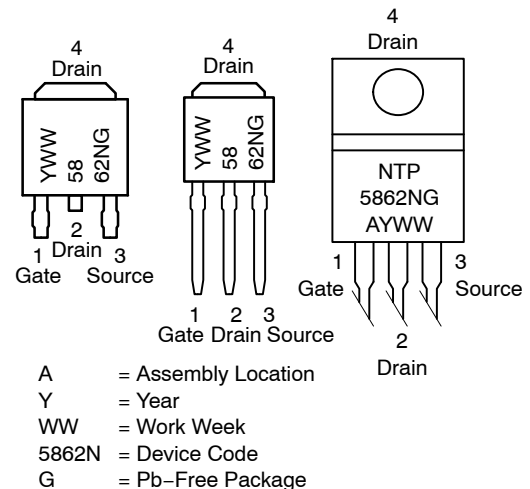 4
Drain
YWW
58
62NG
1
Gate
2
Drain
3
Source
4
Drain
YWW
58
62NG
1 2 3
Gate Drain Source
4
Drain
NTP
5862NG
AYWW
1
Gate
3
Source
2
Drain
A = Assembly Location
Y = Year
WW = Work Week
5862N = Device Code
G = Pb−Free Package